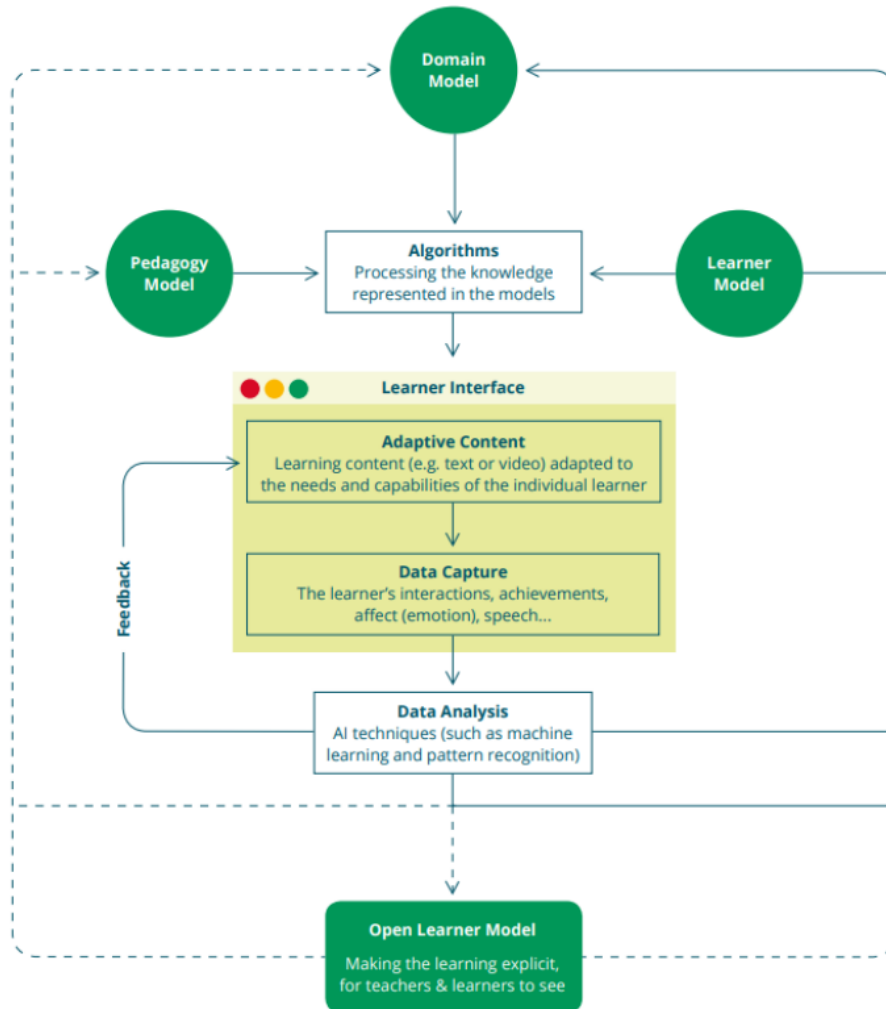 Domain
Model
Pedagogy
Model
Algorithms
Processing the knowledge
represented in the models
Learner
Model
Learner Interface
Adaptive Content
Learning content (e.g. text or video) adapted to
the needs and capabilities of the individual learner
Data Capture
The learner's interactions, achievements,
affect (emotion), speech...
Feedback
Data Analysis
AI techniques (such as machine
learning and pattern recognition)
Open Learner Model
Making the learning explicit,
for teachers & learners to see